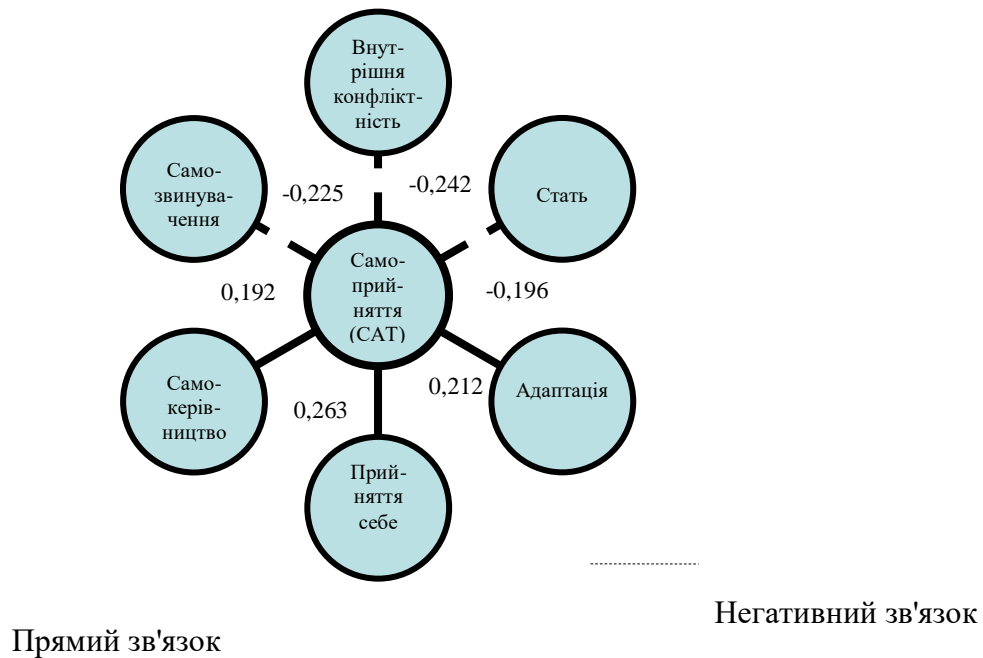 Внут-
рішня
конфлікт-
ність
Само-
звинува-
чення
-0,225
-0,242
Стать
Само-
прий-
няття
(САТ)
0,192
-0,196
Само-
керів-
ництво
0,263
0,212
Адаптація
Прий-
няття
себе
Негативний зв'язок
Прямий зв'язок